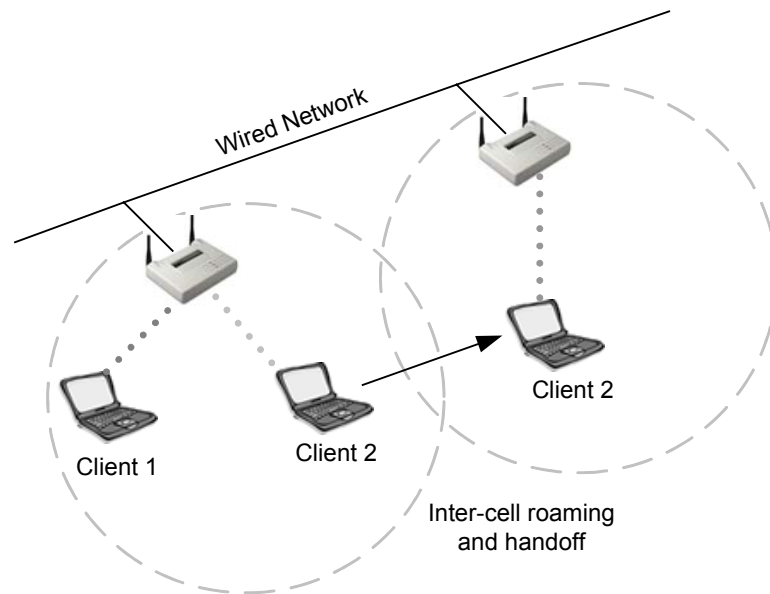 Wired Network
Client 1
Client 2
Client 2
Inter-cell roaming
and handoff